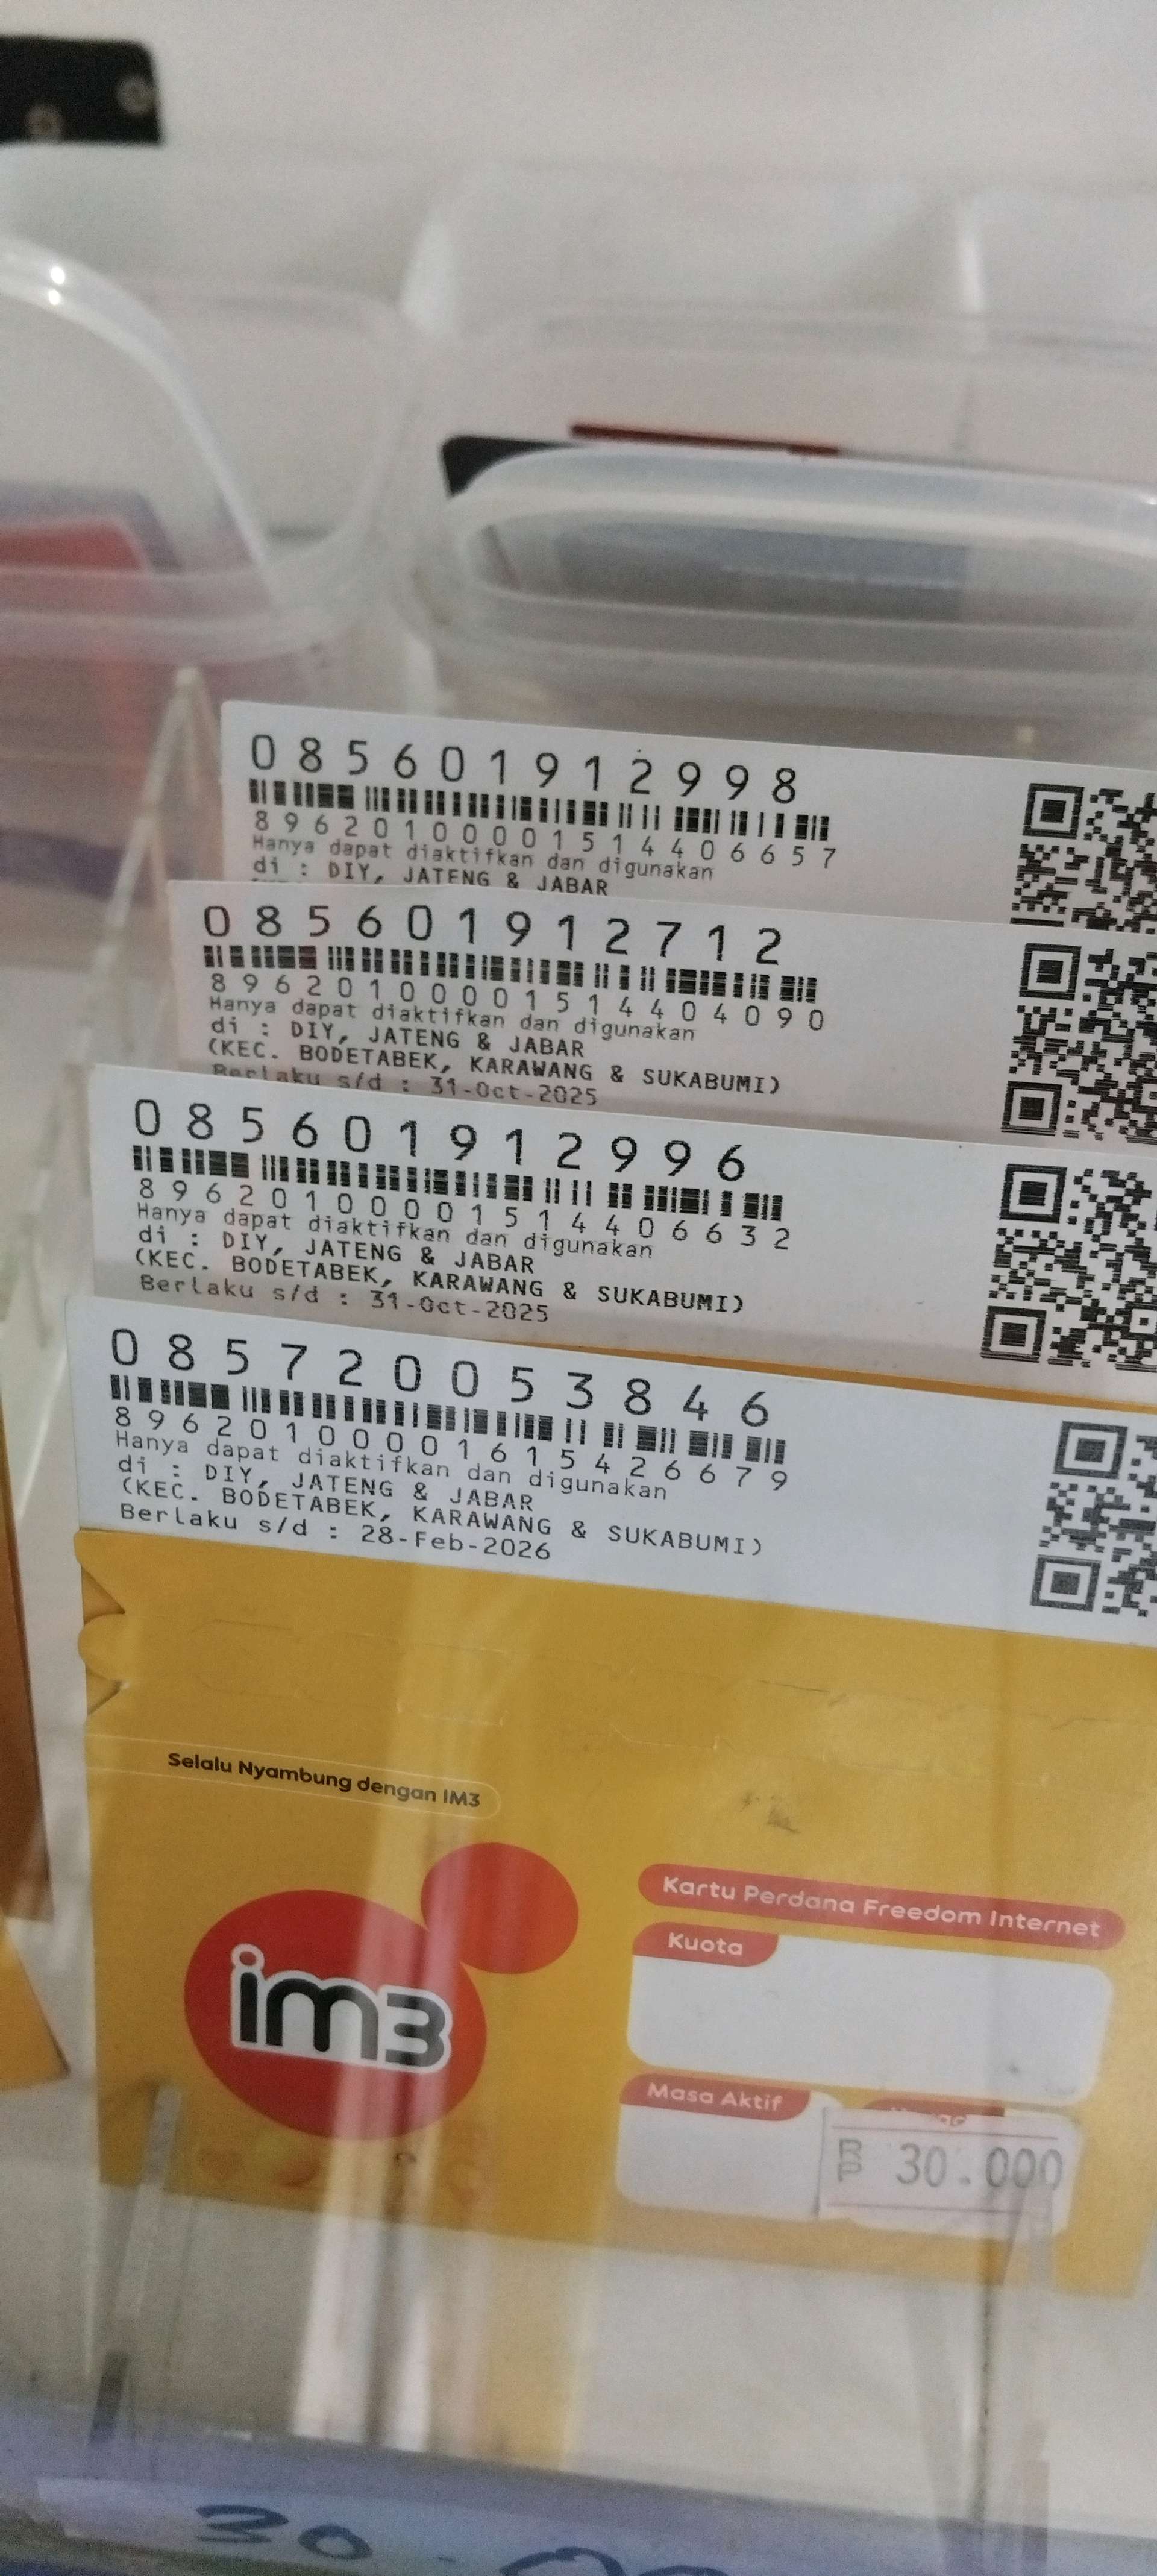 085601912998
89620100001514406657
Hanya dapat diaktifkan dan digunakan
di : DIY, JATENG & JABAR
085601912712
89620100001514404090
Hanya dapat diaktifkan dan digunakan
di : DIY, JATENG & JABAR
(KEC. BODETABEK, KARAWANG & SUKABUMI)
Berlaku s/d : 31-Oct-2025
085601912996
89620100001514406632
Hanya dapat diaktifkan dan digunakan
di : DIY, JATENG & JABAR
(KEC. BODETABEK, KARAWANG & SUKABUMI)
Berlaku s/d : 31-Oct-2025
085720053846
89620100001615426679
Hanya dapat diaktifkan dan digunakan
di : DIY, JATENG & JABAR
(KEC. BODETABEK, KARAWANG & SUKABUMI)
Berlaku s/d : 28-Feb-2026
Selalu Nyambung dengan IM3
im3
Kartu Perdana Freedom Internet
Kuota
Masa Aktif
RP 30.000
30